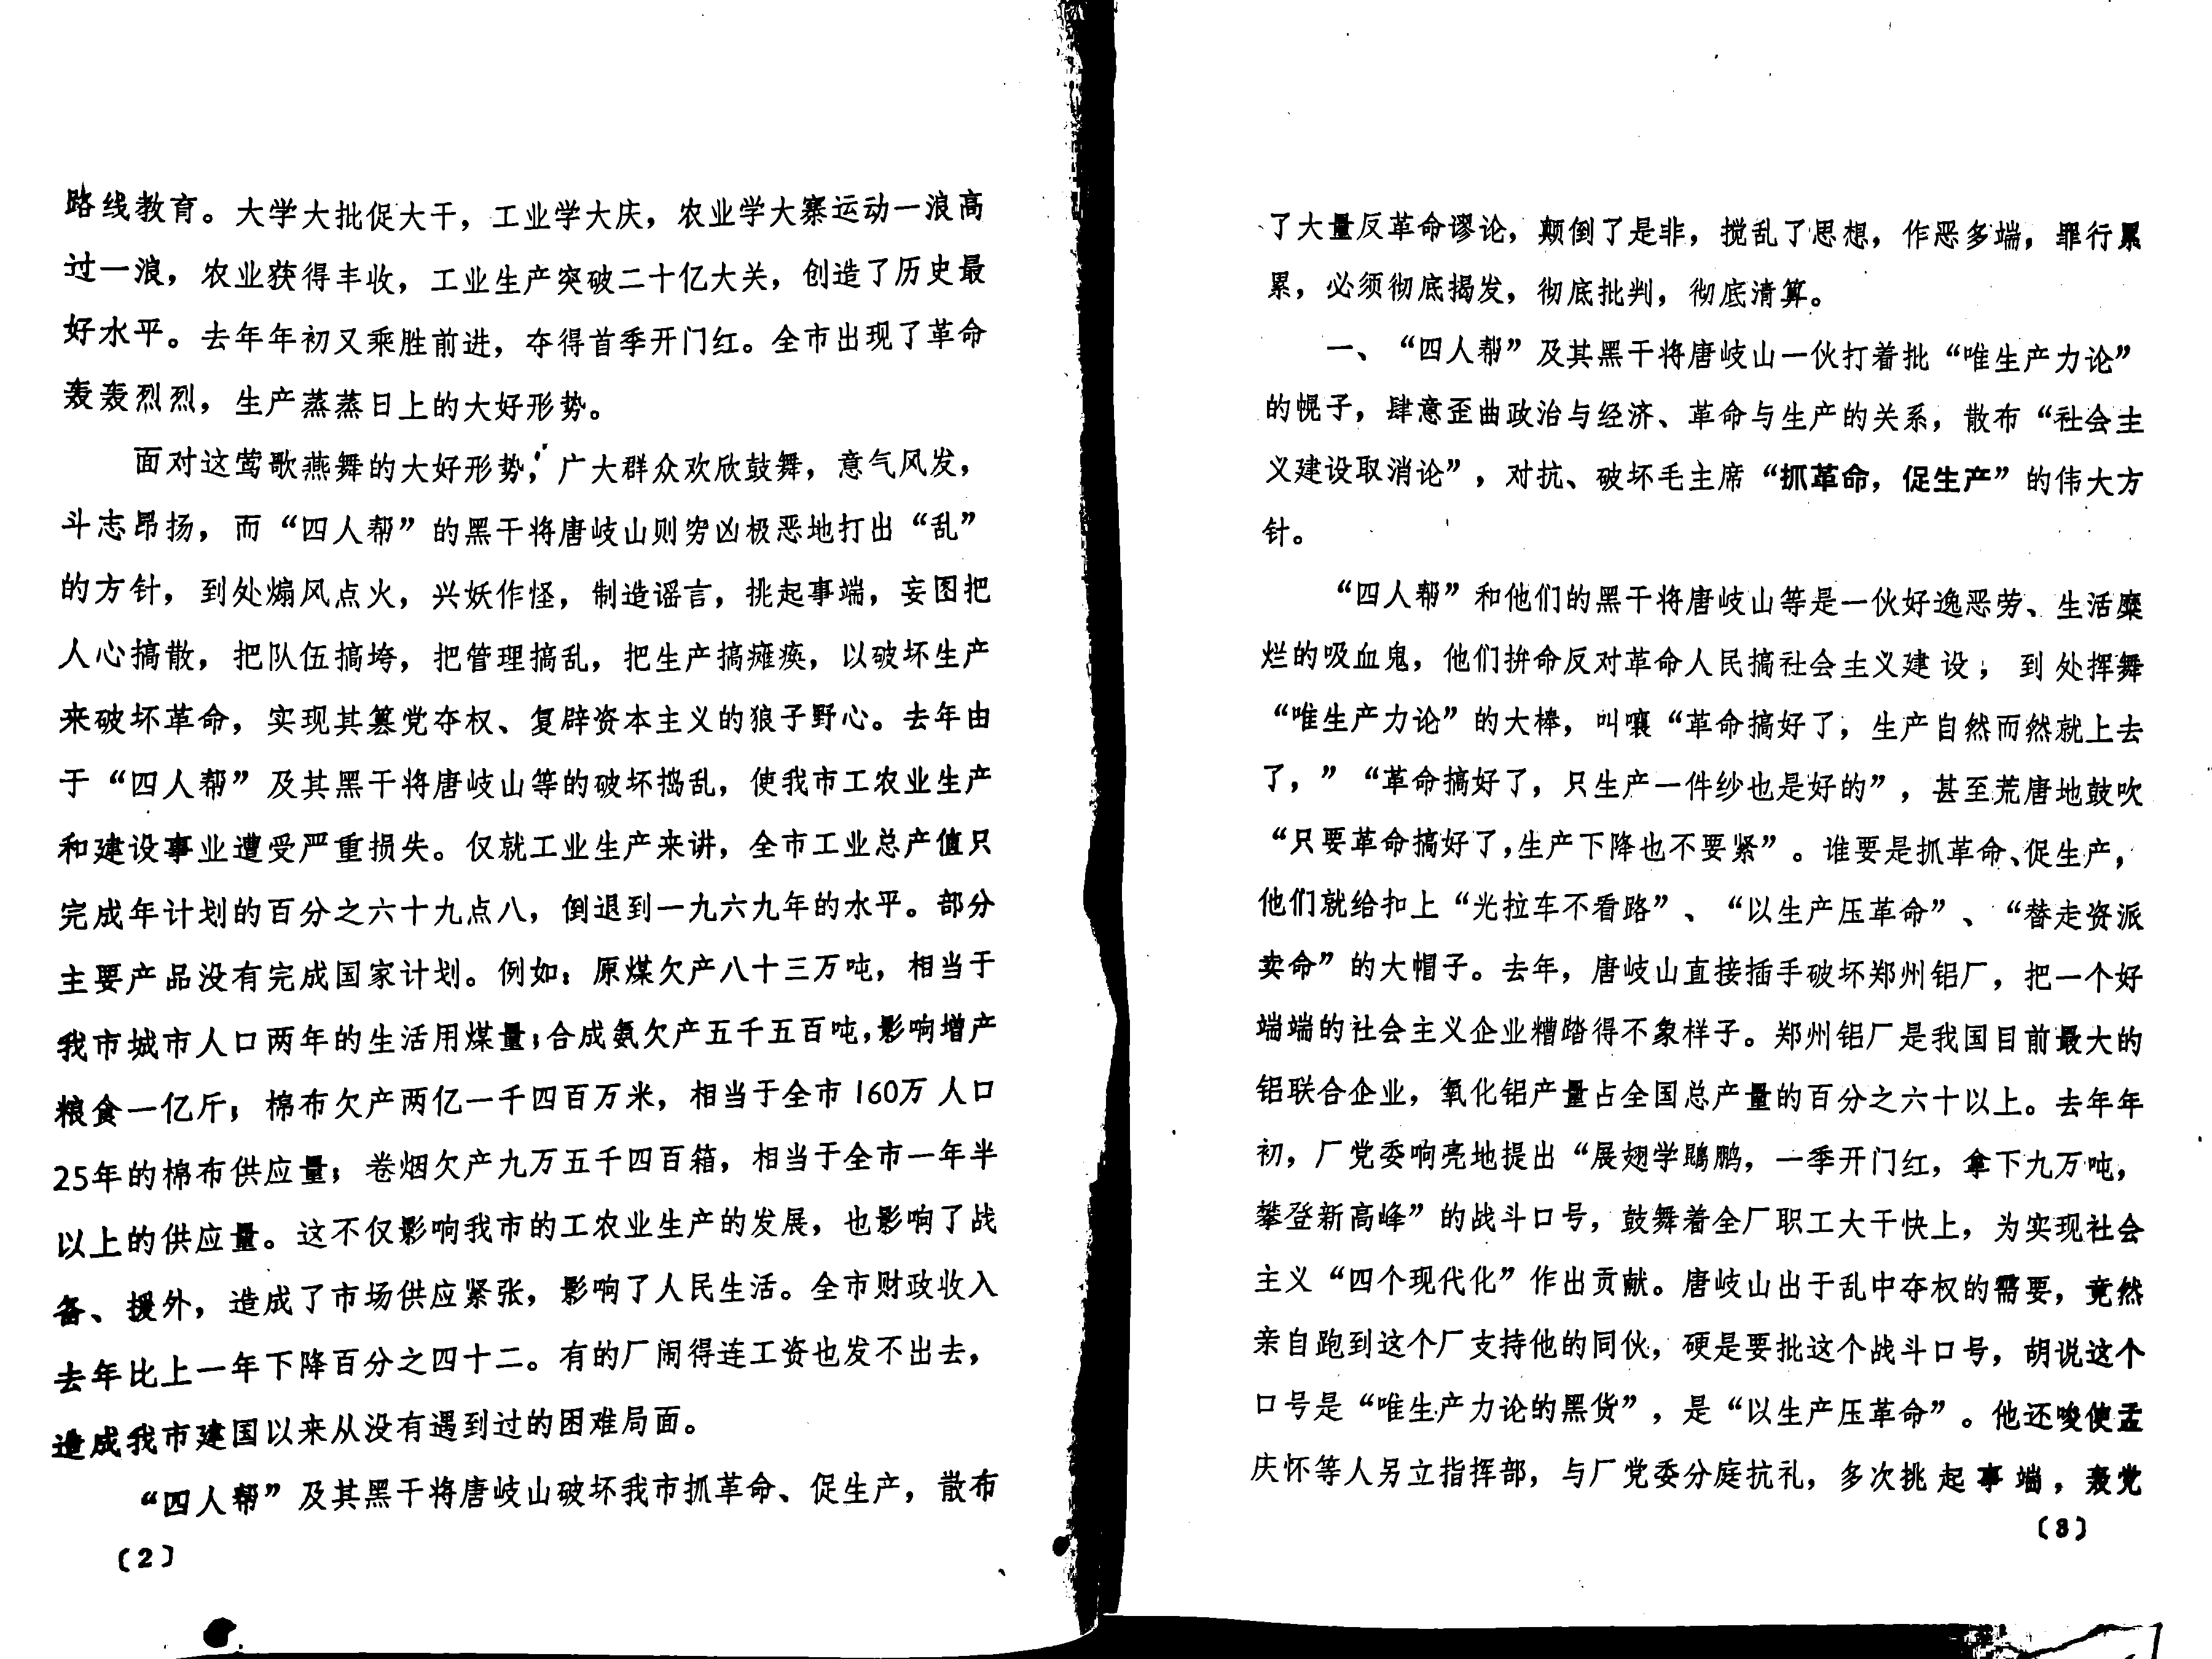 路线教育。大学大批促大干，工业学大庆，农业学大寨运动一浪高
过一浪，农业获得丰收，工业生产突破二十亿大关，创造了历史最
好水平。去年年初又乘胜前进，夺得首季开门红。全市出现了革命
轰轰烈烈，生产蒸蒸日上的大好形势。
面对这莺歌燕舞的大好形势，广大群众欢欣鼓舞，意气风发，
斗志昂扬，而“四人帮”的黑干将唐岐山则穷凶极恶地打出“乱”
的方针，到处煽风点火，兴妖作怪，制造谣言，挑起事端，妄图把
人心搞散，把队伍搞垮，把管理搞乱，把生产搞瘫痪，以破坏生产
来破坏革命，实现其篡党夺权、复辟资本主义的狼子野心。去年由
于“四人帮”及其黑干将唐岐山等的破坏捣乱，使我市工农业生产
和建设事业遭受严重损失。仅就工业生产来讲，全市工业总产值只
完成年计划的百分之六十九点八，倒退到一九六九年的水平。部分
主要产品没有完成国家计划。例如：原煤欠产八十三万吨，相当于
我市城市人口两年的生活用煤量；合成氨欠产五千五百吨，影响增产
粮食一亿斤；棉布欠产两亿一千四百万米，相当于全市160万人口
25年的棉布供应量；卷烟欠产九万五千四百箱，相当于全市一年半
以上的供应量。这不仅影响我市的工农业生产的发展，也影响了战
备、援外，造成了市场供应紧张，影响了人民生活。全市财政收入
去年比上一年下降百分之四十二。有的厂闹得连工资也发不出去，
造成我市建国以来从没有遇到过的困难局面。
“四人帮”及其黑干将唐岐山破坏我市抓革命、促生产，散布
〔2〕
了大量反革命谬论，颠倒了是非，搅乱了思想，作恶多端，罪行累
累，必须彻底揭发，彻底批判，彻底清算。
一、“四人帮”及其黑干将唐岐山一伙打着批“唯生产力论”
的幌子，肆意歪曲政治与经济、革命与生产的关系，散布“社会主
义建设取消论”，对抗、破坏毛主席“抓革命，促生产”的伟大方
针。
“四人帮”和他们的黑干将唐岐山等是一伙好逸恶劳、生活糜
烂的吸血鬼，他们拚命反对革命人民搞社会主义建设；到处挥舞
“唯生产力论”的大棒，叫嚷“革命搞好了，生产自然而然就上去
了，”“革命搞好了，只生产一件纱也是好的”，甚至荒唐地鼓吹
“只要革命搞好了，生产下降也不要紧”。谁要是抓革命、促生产，
他们就给扣上“光拉车不看路”、“以生产压革命”、“替走资派
卖命”的大帽子。去年，唐岐山直接插手破坏郑州铝厂，把一个好
端端的社会主义企业糟踏得不象样子。郑州铝厂是我国目前最大的
铝联合企业，氧化铝产量占全国总产量的百分之六十以上。去年年
初，厂党委响亮地提出“展翅学鹍鹏，一季开门红，拿下九万吨，
攀登新高峰”的战斗口号，鼓舞着全厂职工大干快上，为实现社会
主义“四个现代化”作出贡献。唐岐山出于乱中夺权的需要，竟然
亲自跑到这个厂支持他的同伙，硬是要批这个战斗口号，胡说这个
口号是“唯生产力论的黑货”，是“以生产压革命”。他还唆使孟
庆怀等人另立指挥部，与厂党委分庭抗礼，多次挑起事端，轰党
〔3〕